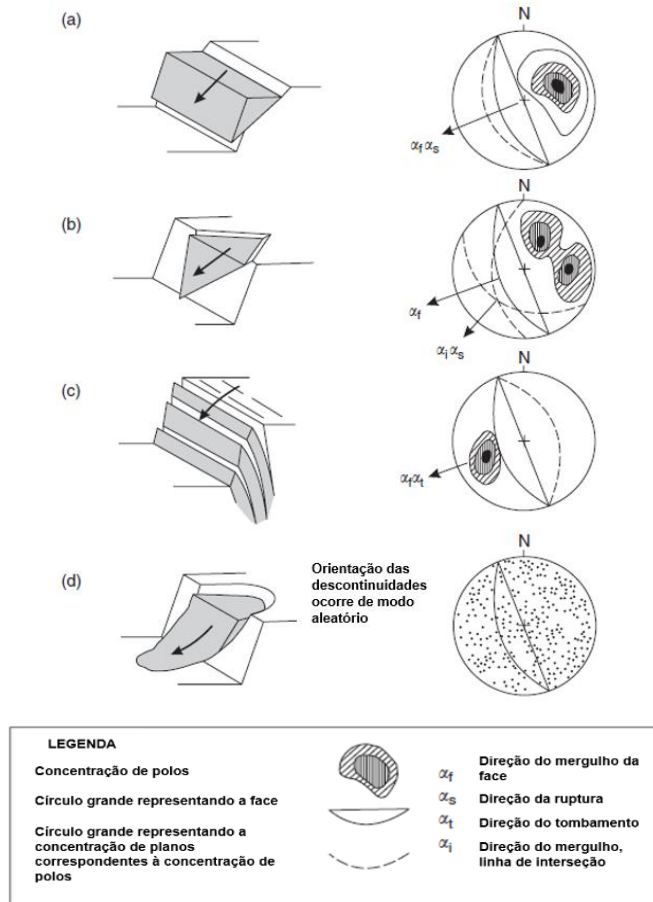 (a)
N
αf αs
(b)
N
αf
αi αs
(c)
N
αfαt
(d)
Orientação das
descontinuidades
ocorre de modo
aleatório
N
LEGENDA
Concentração de polos
Círculo grande representando a face
Círculo grande representando a
concentração de planos
correspondentes à concentração de
polos
αf Direção do mergulho da
face
αs Direção da ruptura
αt Direção do tombamento
αi Direção do mergulho,
linha de interseção